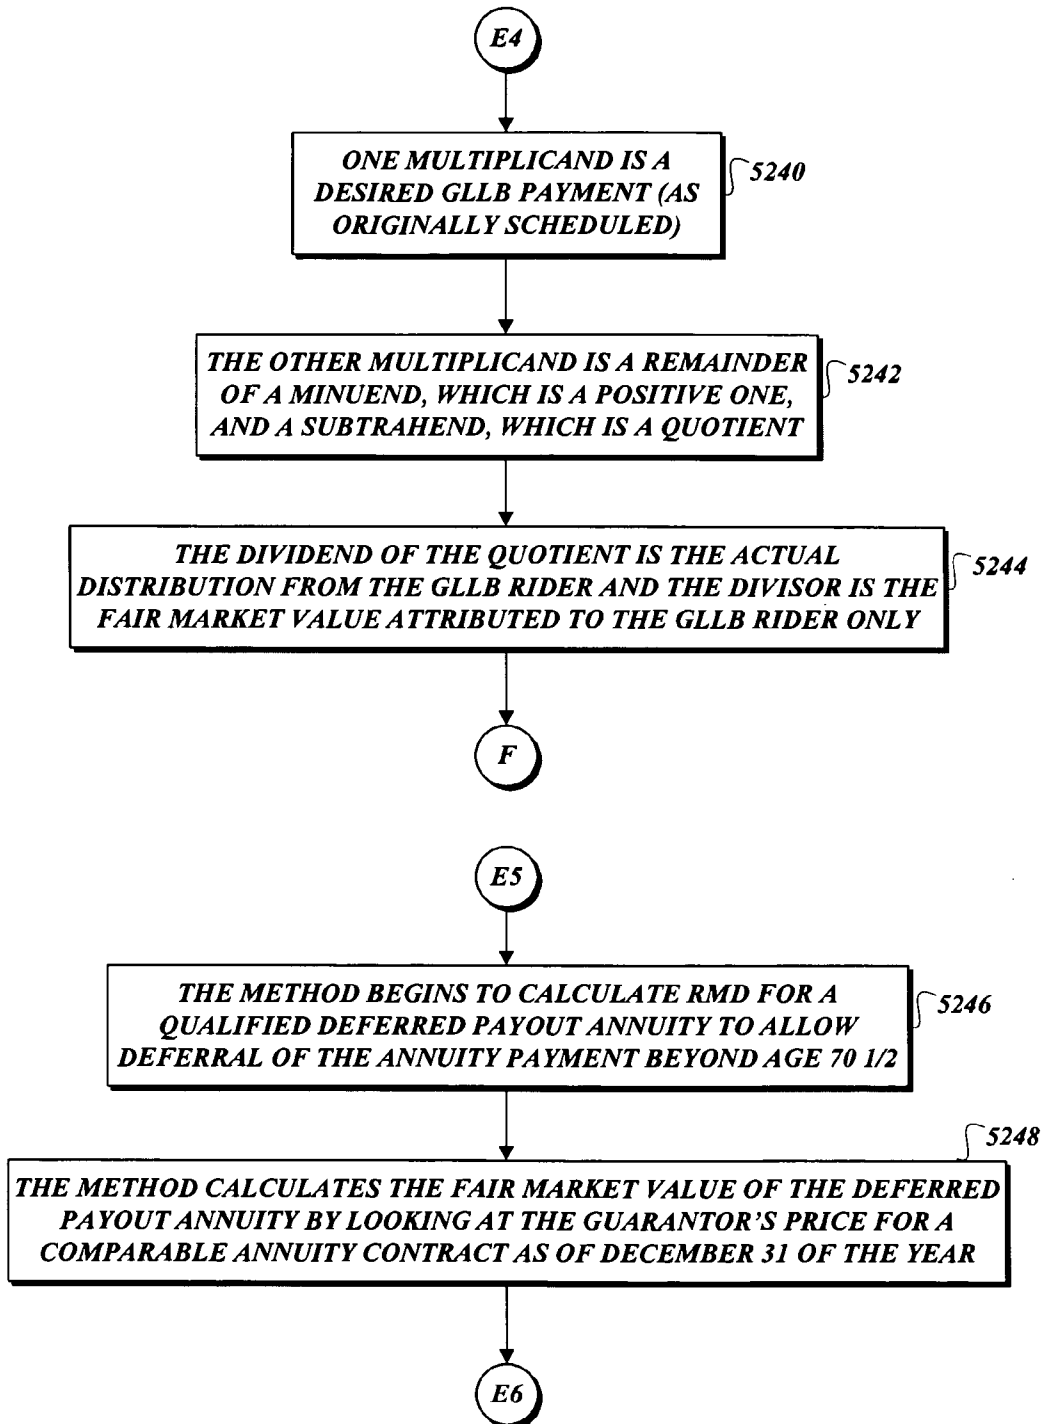 E4
ONE MULTIPLICAND IS A
DESIRED GLLB PAYMENT (AS
ORIGINALLY SCHEDULED)
5240
THE OTHER MULTIPLICAND IS A REMAINDER
OF A MINUEND, WHICH IS A POSITIVE ONE,
AND A SUBTRAHEND, WHICH IS A QUOTIENT
5242
THE DIVIDEND OF THE QUOTIENT IS THE ACTUAL
DISTRIBUTION FROM THE GLLB RIDER AND THE DIVISOR IS THE
FAIR MARKET VALUE ATTRIBUTED TO THE GLLB RIDER ONLY
5244
F
E5
THE METHOD BEGINS TO CALCULATE RMD FOR A
QUALIFIED DEFERRED PAYOUT ANNUITY TO ALLOW
DEFERRAL OF THE ANNUITY PAYMENT BEYOND AGE 70 1/2
5246
5248
THE METHOD CALCULATES THE FAIR MARKET VALUE OF THE DEFERRED
PAYOUT ANNUITY BY LOOKING AT THE GUARANTOR'S PRICE FOR A
COMPARABLE ANNUITY CONTRACT AS OF DECEMBER 31 OF THE YEAR
E6